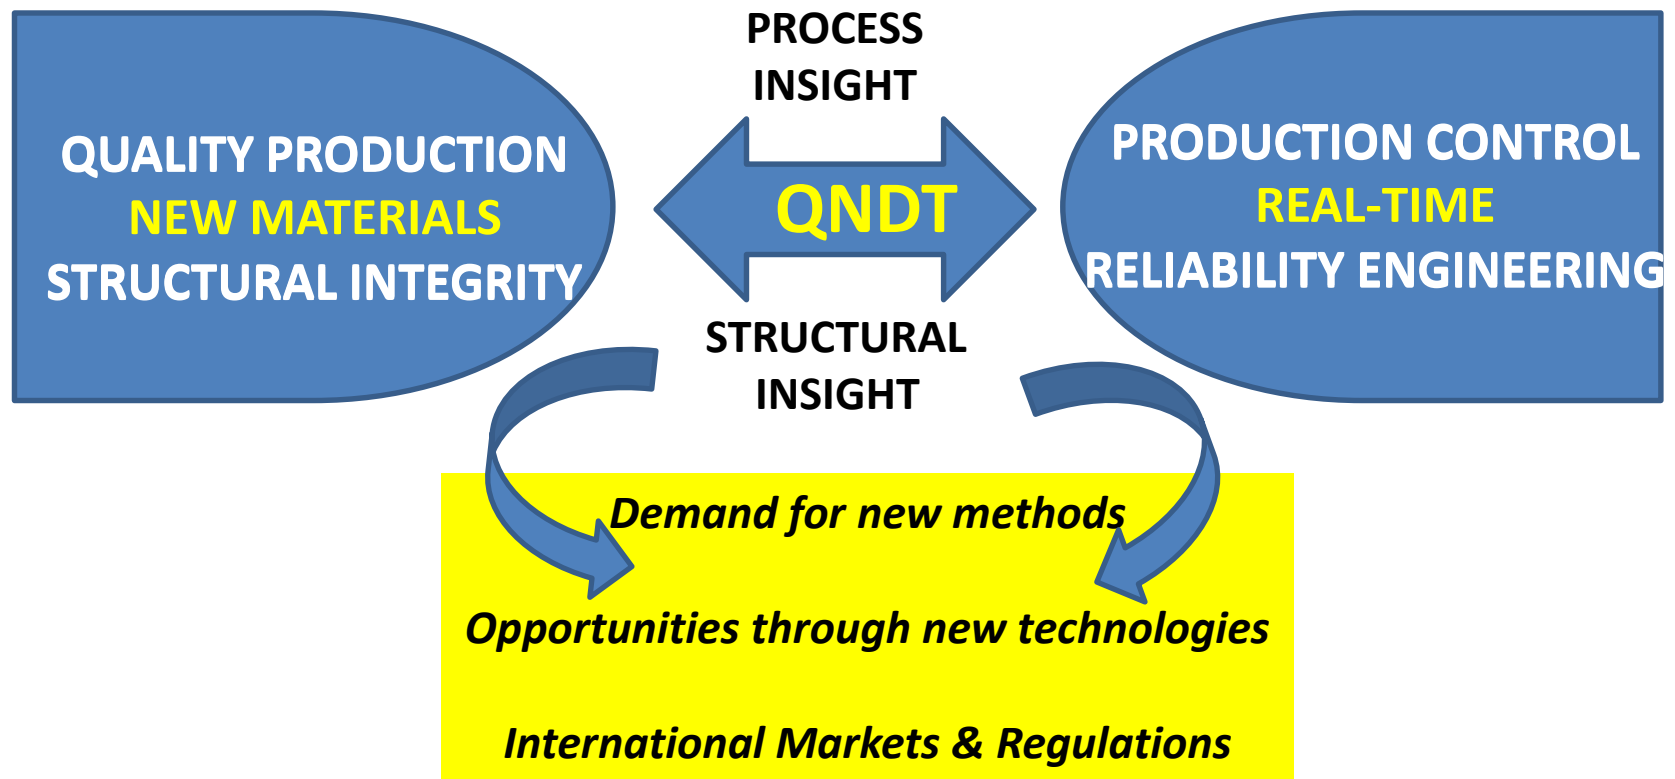 PROCESS
INSIGHT
QUALITY PRODUCTION
NEW MATERIALS
STRUCTURAL INTEGRITY
QNDT
PRODUCTION CONTROL
REAL-TIME
RELIABILITY ENGINEERING
STRUCTURAL
INSIGHT
Demand for new methods
Opportunities through new technologies
International Markets & Regulations